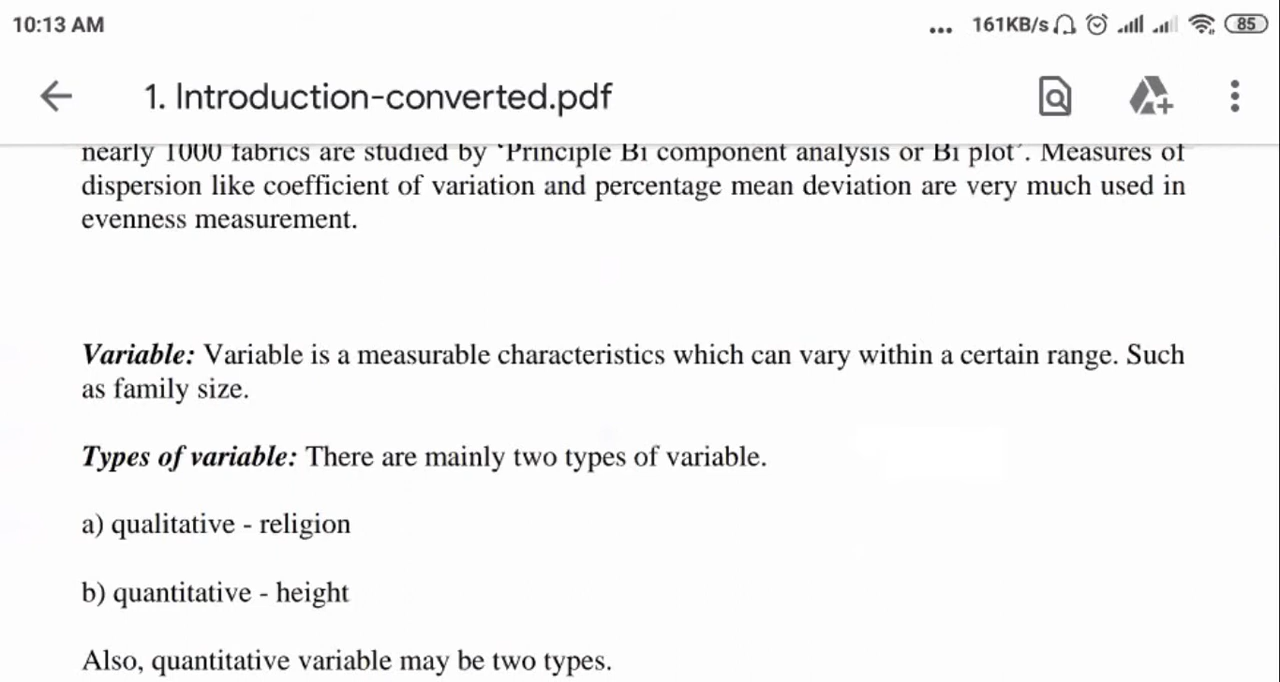 10:13 AM
... 161KB/s 85
1. Introduction-converted.pdf
nearly 1000 fabrics are studied by ‘Principle Bi component analysis or Bi plot’. Measures of
dispersion like coefficient of variation and percentage mean deviation are very much used in
evenness measurement.
Variable: Variable is a measurable characteristics which can vary within a certain range. Such
as family size.
Types of variable: There are mainly two types of variable.
a) qualitative - religion
b) quantitative - height
Also, quantitative variable may be two types.